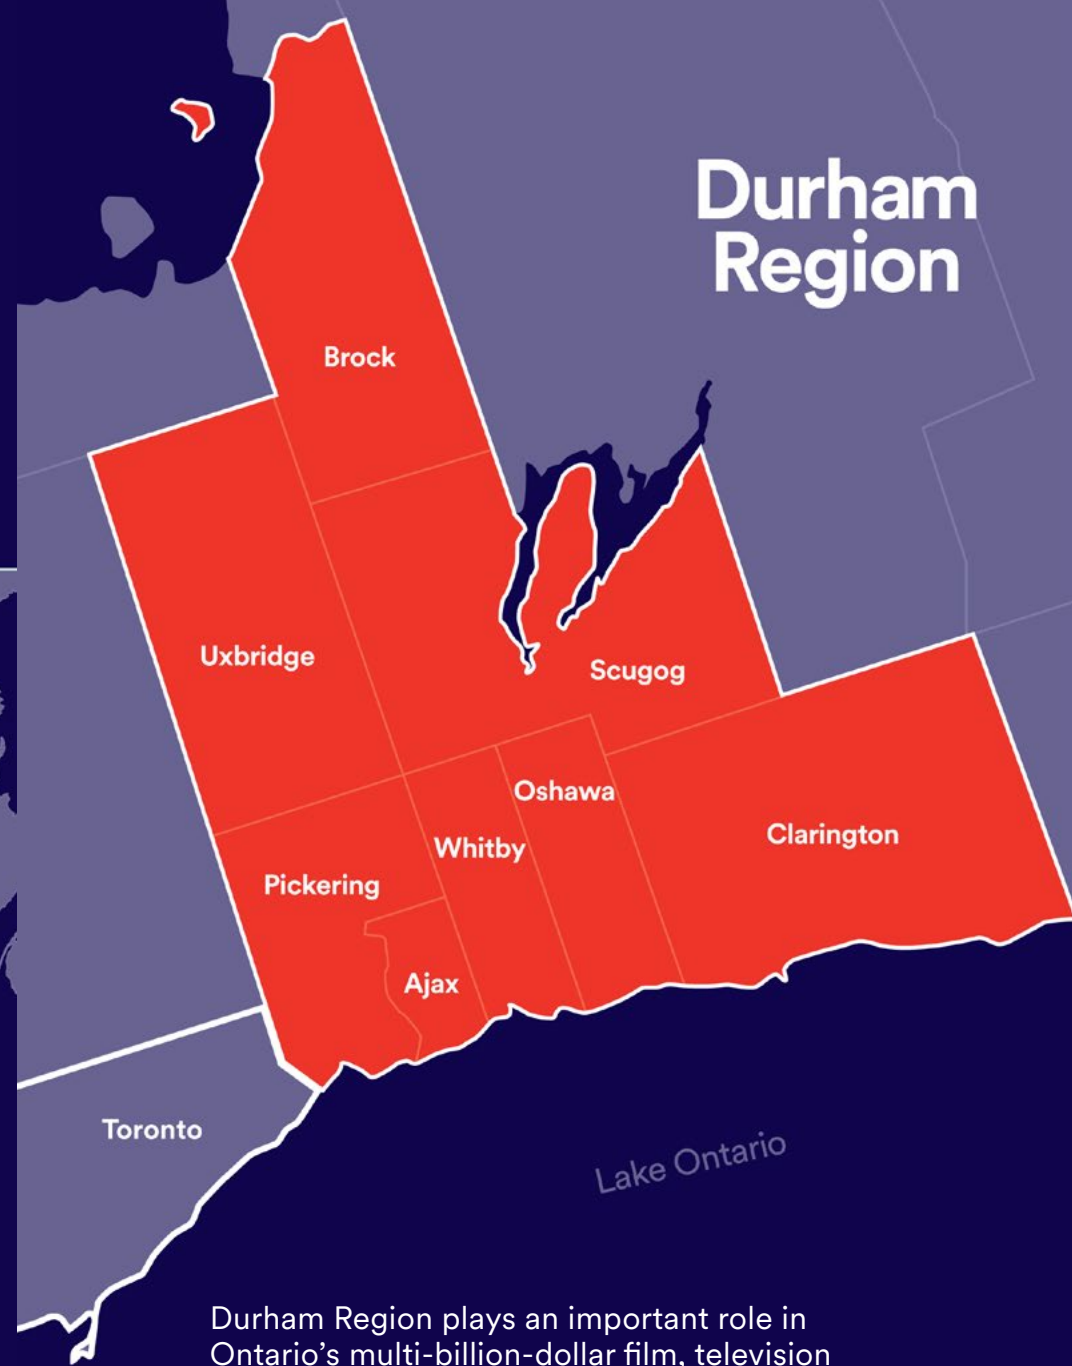 Durham
Region
Brock
Uxbridge
Scugog
Oshawa
Clarington
Whitby
Pickering
Ajax
Toronto
Lake Ontario
Durham Region plays an important role in
Ontario's multi-billion-dollar film, television